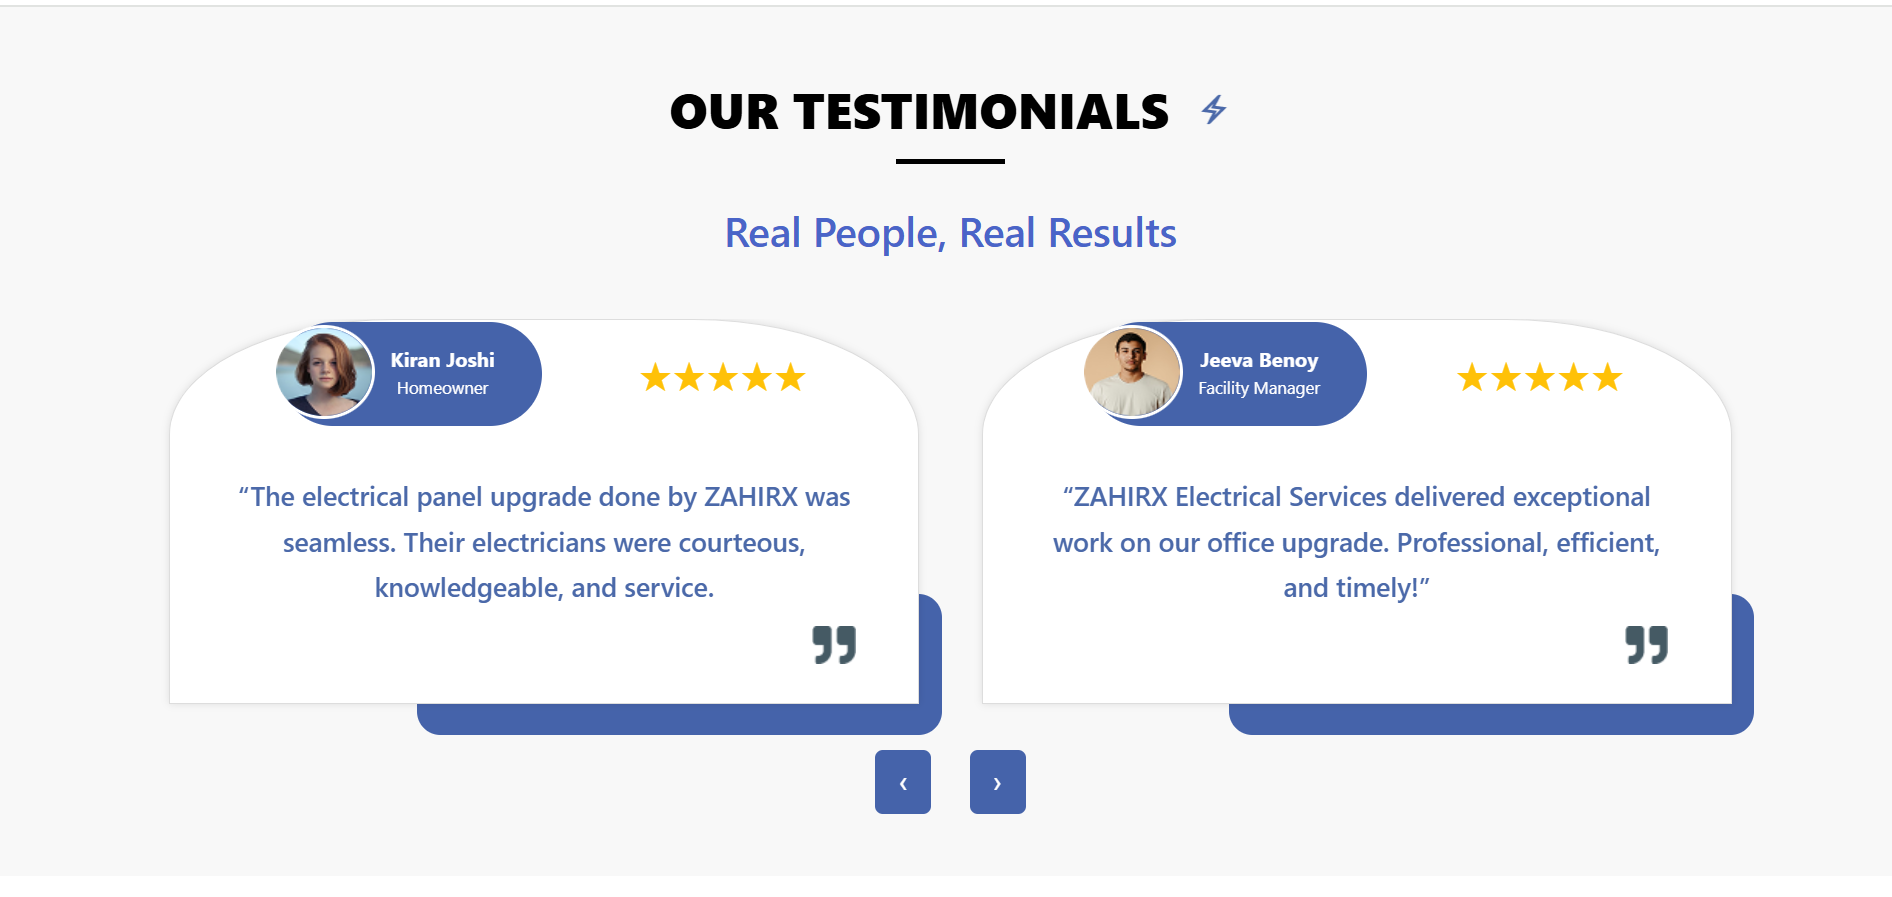 OUR TESTIMONIALS
Real People, Real Results
Kiran Joshi
Homeowner
“The electrical panel upgrade done by ZAHIRX was
seamless. Their electricians were courteous,
knowledgeable, and service.
Jeeva Benoy
Facility Manager
“ZAHIRX Electrical Services delivered exceptional
work on our office upgrade. Professional, efficient,
and timely!”